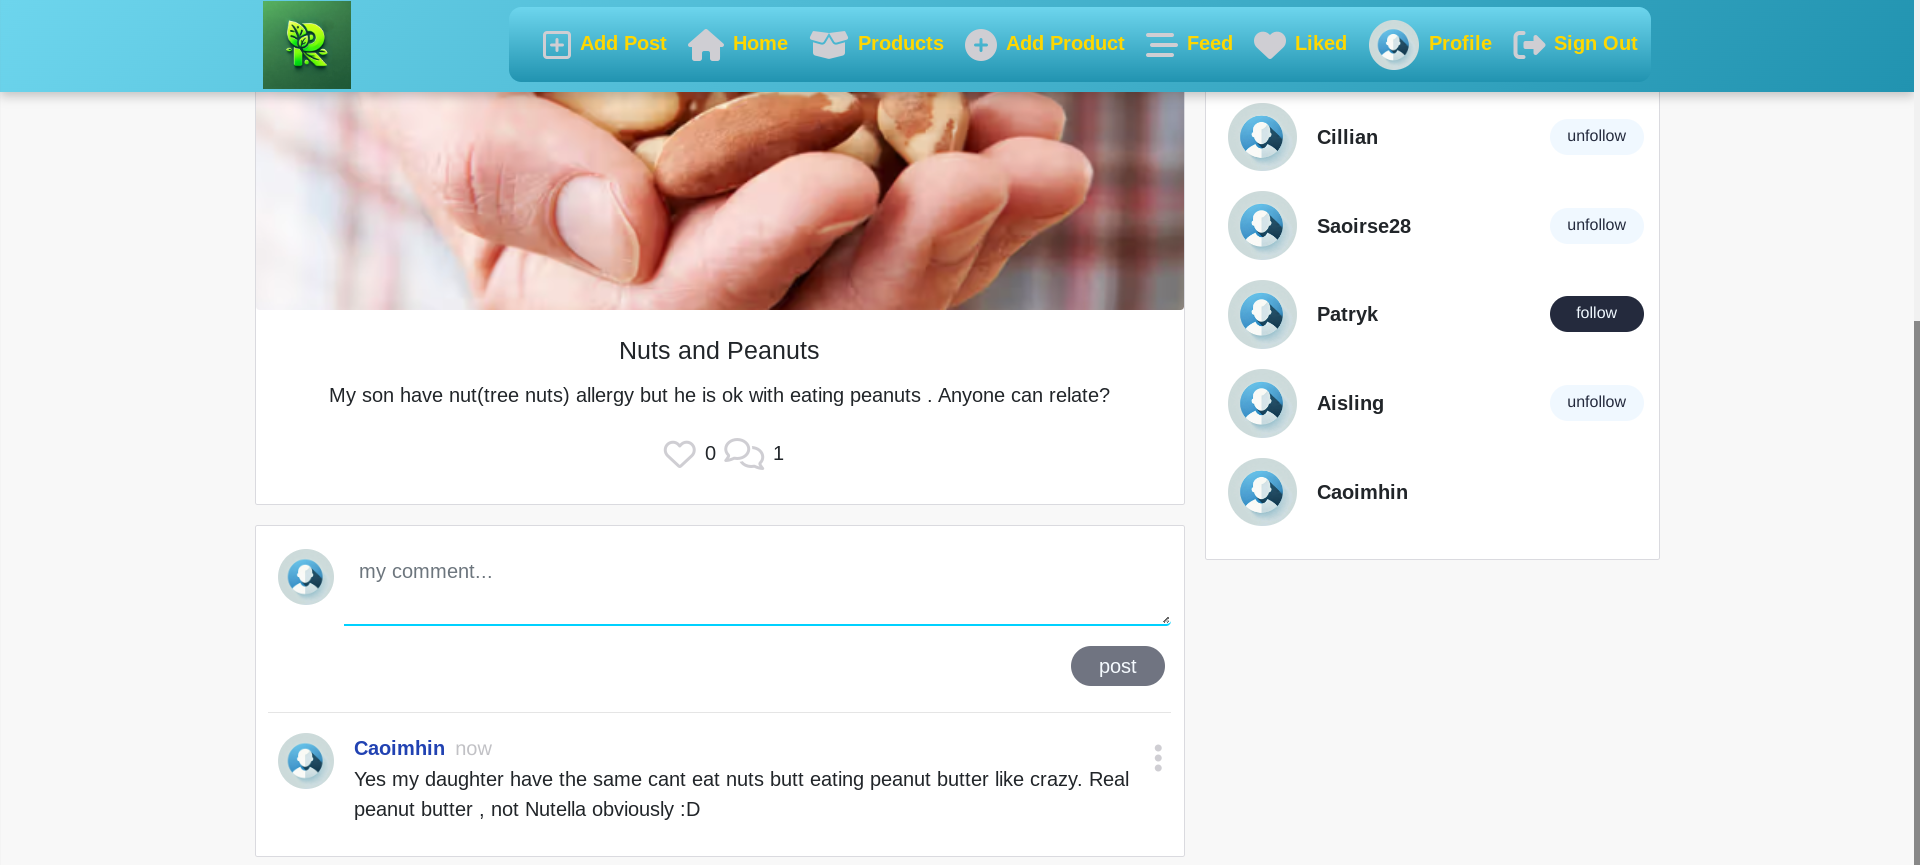 Add Post Home Products Add Product Feed Liked Profile Sign Out
Nuts and Peanuts
My son have nut(tree nuts) allergy but he is ok with eating peanuts . Anyone can relate?
0 1
my comment...
post
Caoimhin now
Yes my daughter have the same cant eat nuts butt eating peanut butter like crazy. Real
peanut butter , not Nutella obviously :D
Cillian unfollow
Saoirse28 unfollow
Patryk follow
Aisling unfollow
Caoimhin